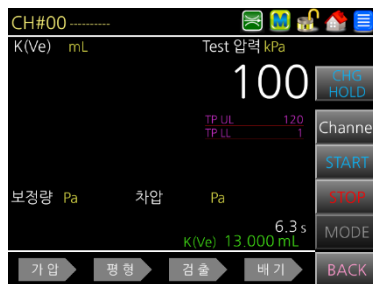 CH#00 ----------
M
K(Ve) mL Test 압력 kPa
100
CHG HOLD
TP UL 120
TP LL 1
Channe
START
보정량 Pa 차압 Pa
STOP
6.3 s
K(Ve) 13.000 mL
MODE
가 압 평 형 검 출 배 기 BACK